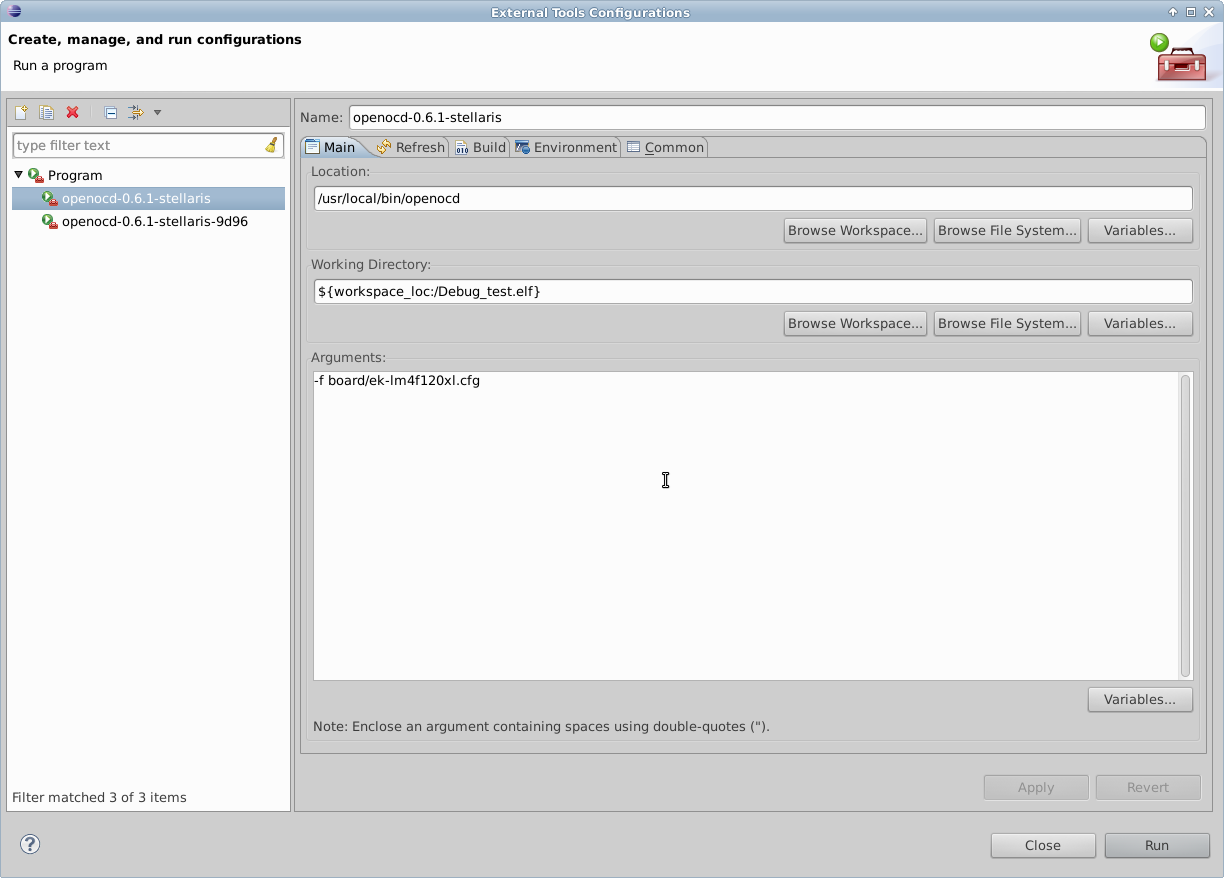 External Tools Configurations
Create, manage, and run configurations
Run a program
type filter text
Program
openocd-0.6.1-stellaris
openocd-0.6.1-stellaris-9d96
Filter matched 3 of 3 items
Name: openocd-0.6.1-stellaris
Main Refresh Build Environment Common
Location:
/usr/local/bin/openocd
Browse Workspace... Browse File System... Variables...
Working Directory:
${workspace_loc:/Debug_test.elf}
Browse Workspace... Browse File System... Variables...
Arguments:
-f board/ek-lm4f120xl.cfg
Variables...
Note: Enclose an argument containing spaces using double-quotes (").
Apply Revert
? Close Run